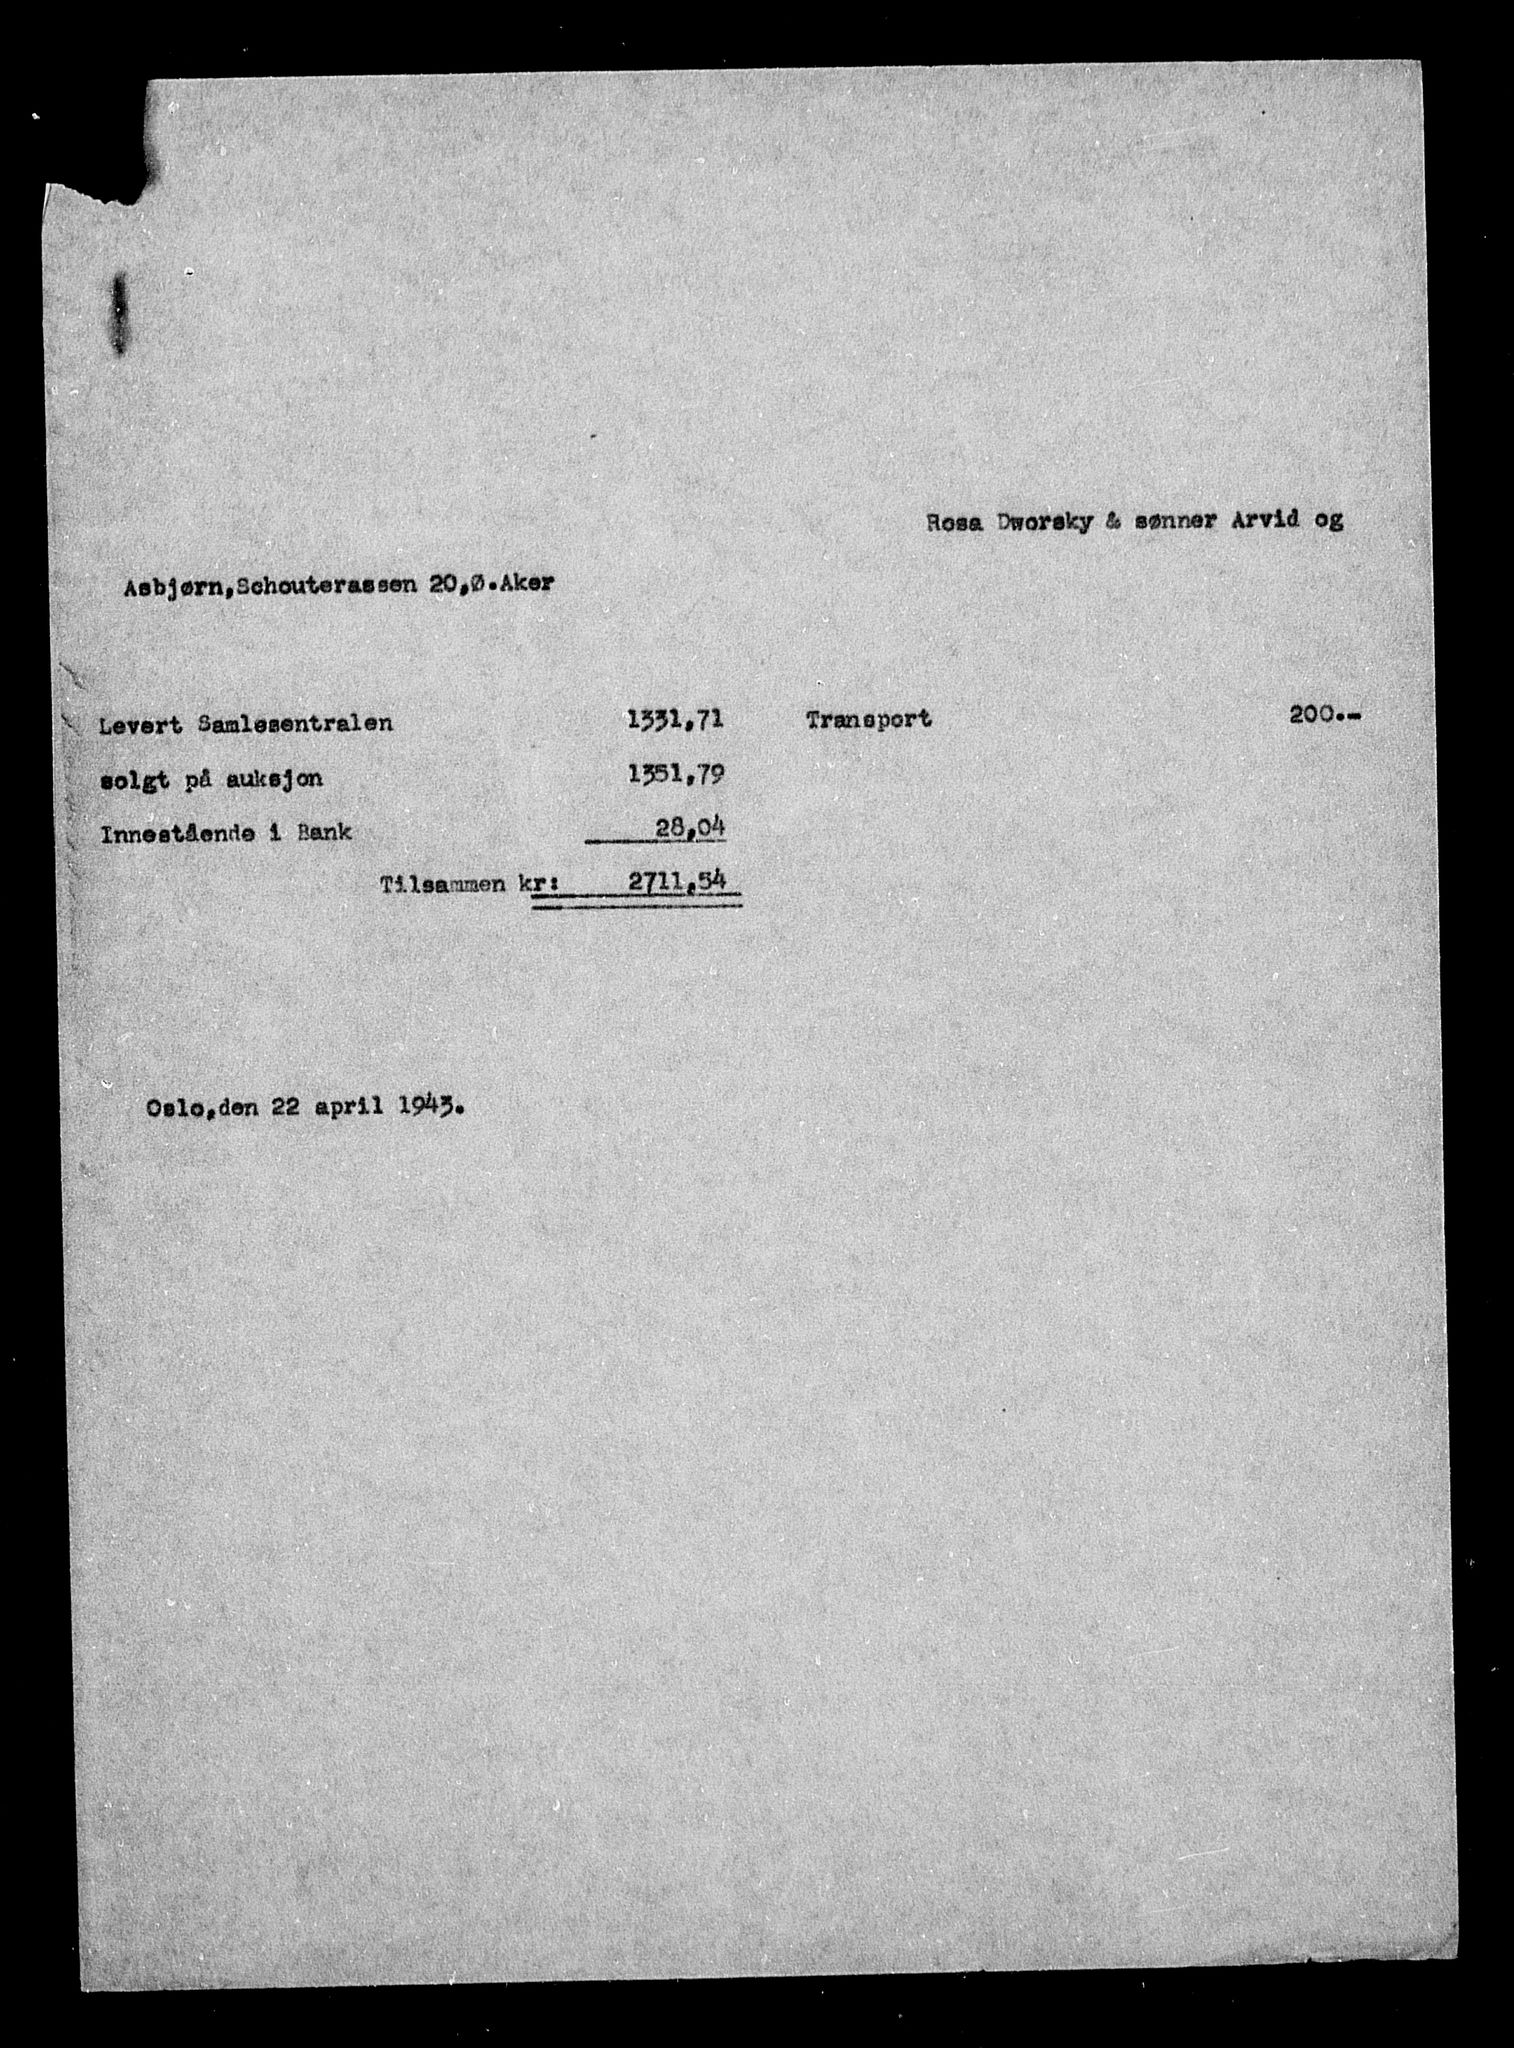 Rosa Dworsky & sønner Arvid og
Asbjørn,Schouterassen 20,Ø.Aker
Levert Samlesentralen 1331,71 Transport 200.--
solgt på auksjon 1351,79
Innestående i Bank 28,04
Tilsammen kr: 2711,54
Oslo,den 22 april 1943.